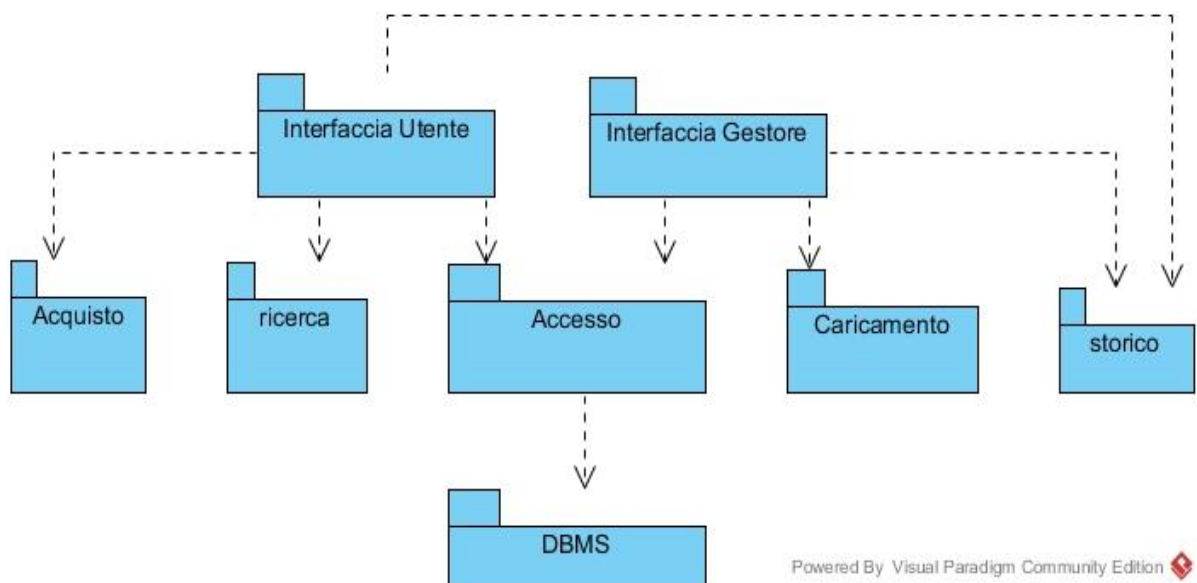 Interfaccia Utente
Interfaccia Gestore
Acquisto
ricerca
Accesso
Caricamento
storico
DBMS
Powered By Visual Paradigm Community Edition